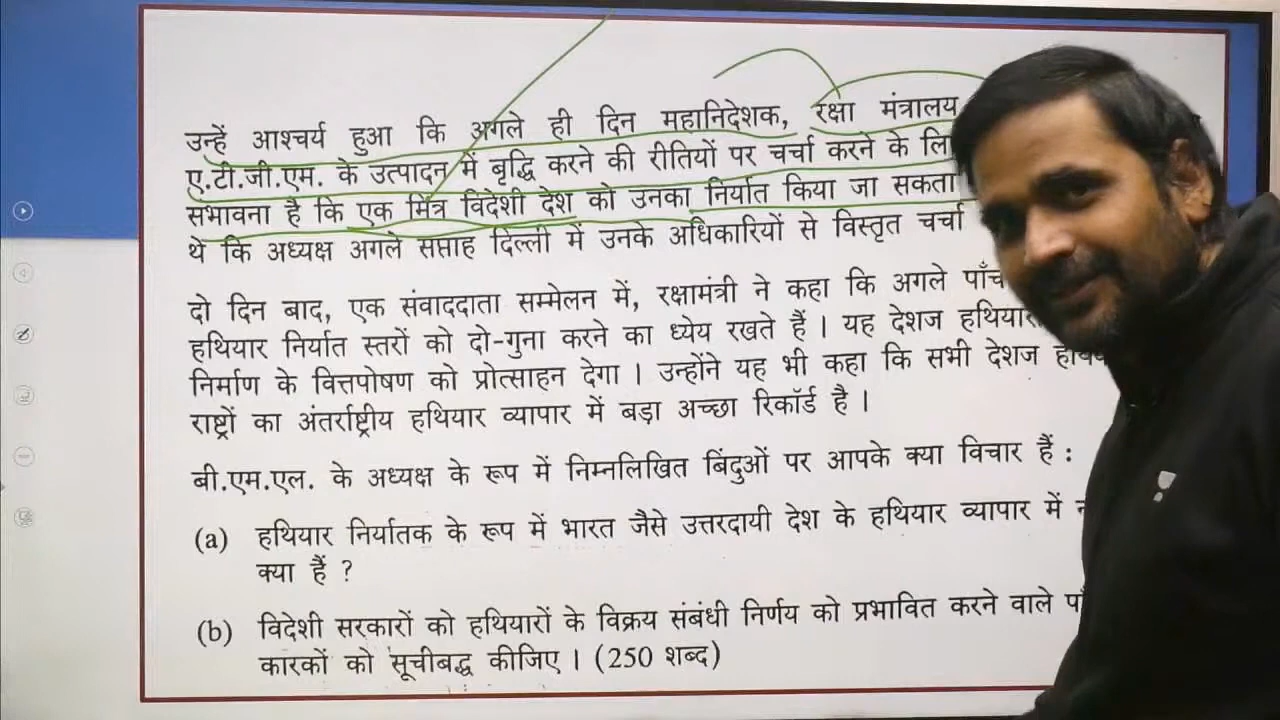 उन्हें आश्चर्य हुआ कि अगले ही दिन महानिदेशक, रक्षा मंत्रालय
ए.टी.जी.एम. के उत्पादन में बृद्धि करने की रीतियों पर चर्चा करने के लि
संभावना है कि एक मित्र विदेशी देश को उनका निर्यात किया जा सकता
थे कि अध्यक्ष अगले सप्ताह दिल्ली में उनके अधिकारियों से विस्तृत चर्चा
दो दिन बाद, एक संवाददाता सम्मेलन में, रक्षामंत्री ने कहा कि अगले पाँच
हथियार निर्यात स्तरों को दो-गुना करने का ध्येय रखते हैं । यह देशज
निर्माण के वित्तपोषण को प्रोत्साहन देगा । उन्होंने यह भी कहा कि सभी देशज
राष्ट्रों का अंतर्राष्ट्रीय हथियार व्यापार में बड़ा अच्छा रिकॉर्ड है ।
बी.एम.एल. के अध्यक्ष के रूप में निम्नलिखित बिंदुओं पर आपके क्या विचार हैं :
(a) हथियार निर्यातक के रूप में भारत जैसे उत्तरदायी देश के हथियार व्यापार में
क्या हैं ?
(b) विदेशी सरकारों को हथियारों के विक्रय संबंधी निर्णय को प्रभावित करने वाले
कारकों को सूचीबद्ध कीजिए । (250 शब्द)